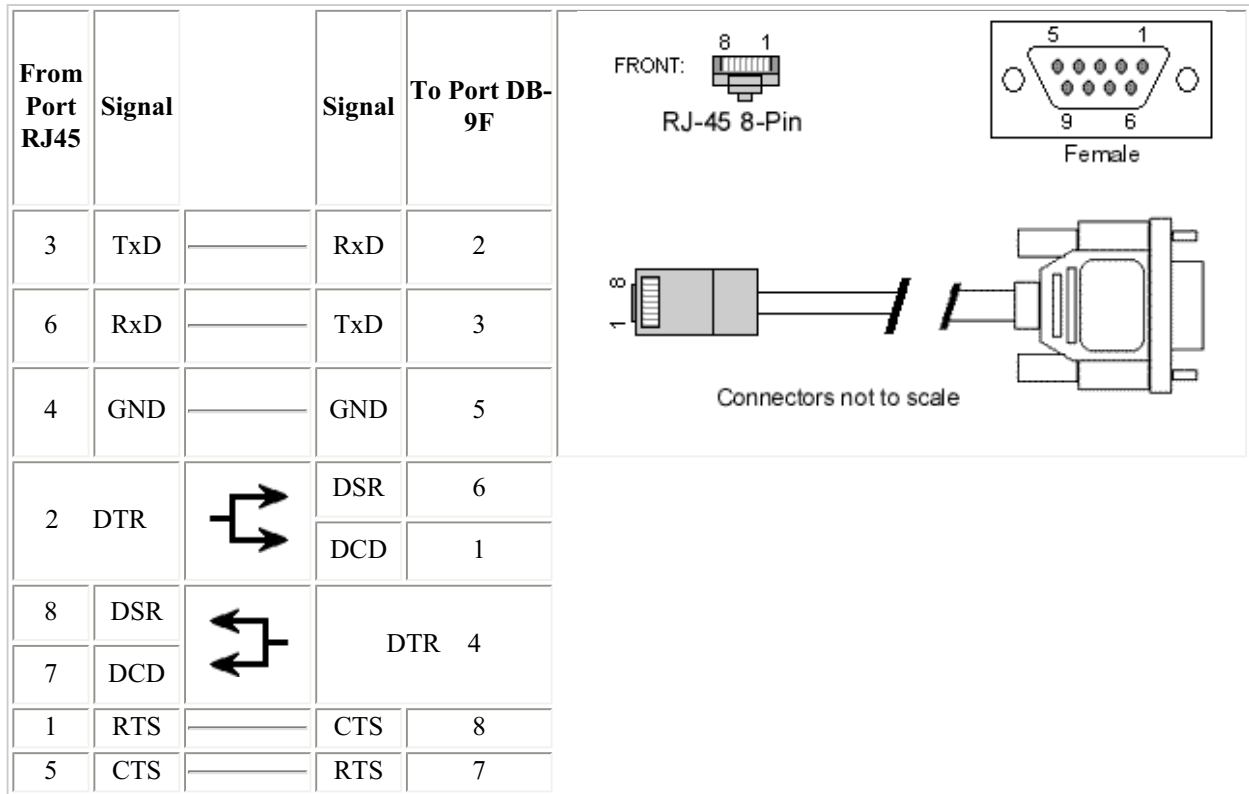 From Port RJ45 Signal Signal To Port DB-9F
3 TxD RxD 2
6 RxD TxD 3
4 GND GND 5
2 DTR DSR 6
DCD 1
8 DSR DTR 4
7 DCD
1 RTS CTS 8
5 CTS RTS 7
8 1
FRONT:
RJ-45 8-Pin
5 1
9 6
Female
8
1
Connectors not to scale